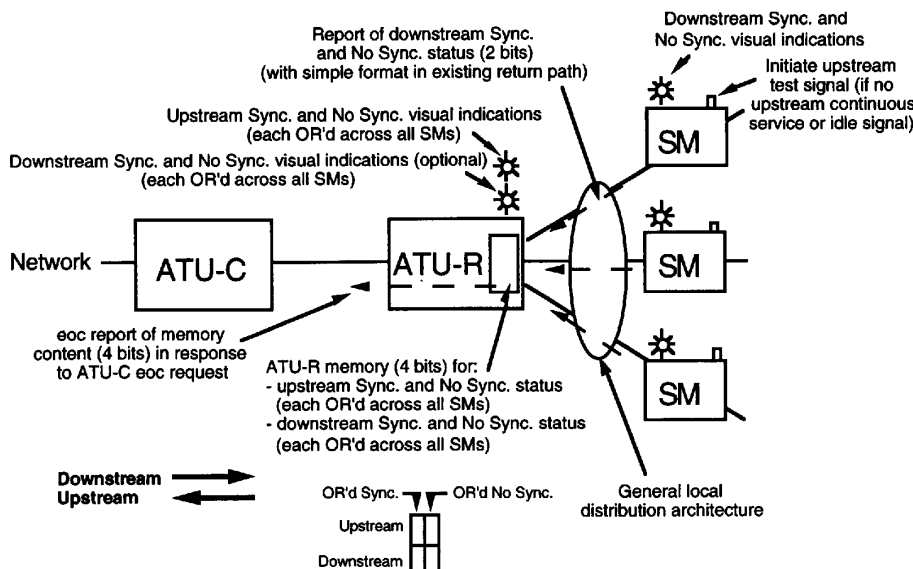 Report of downstream Sync.
and No Sync. status (2 bits)
(with simple format in existing return path)
Downstream Sync. and
No Sync. visual indications
Initiate upstream
test signal (if no
upstream continuous
service or idle signal)
Upstream Sync. and No Sync. visual indications
(each OR'd across all SMs)
Downstream Sync. and No Sync. visual indications (optional)
(each OR'd across all SMs)
SM
Network
ATU-C
ATU-R
SM
SM
eoc report of memory
content (4 bits) in response
to ATU-C eoc request
ATU-R memory (4 bits) for:
- upstream Sync. and No Sync. status
(each OR'd across all SMs)
- downstream Sync. and No Sync. status
(each OR'd across all SMs)
General local
distribution architecture
Downstream
Upstream
OR'd Sync.
OR'd No Sync.
Upstream
Downstream